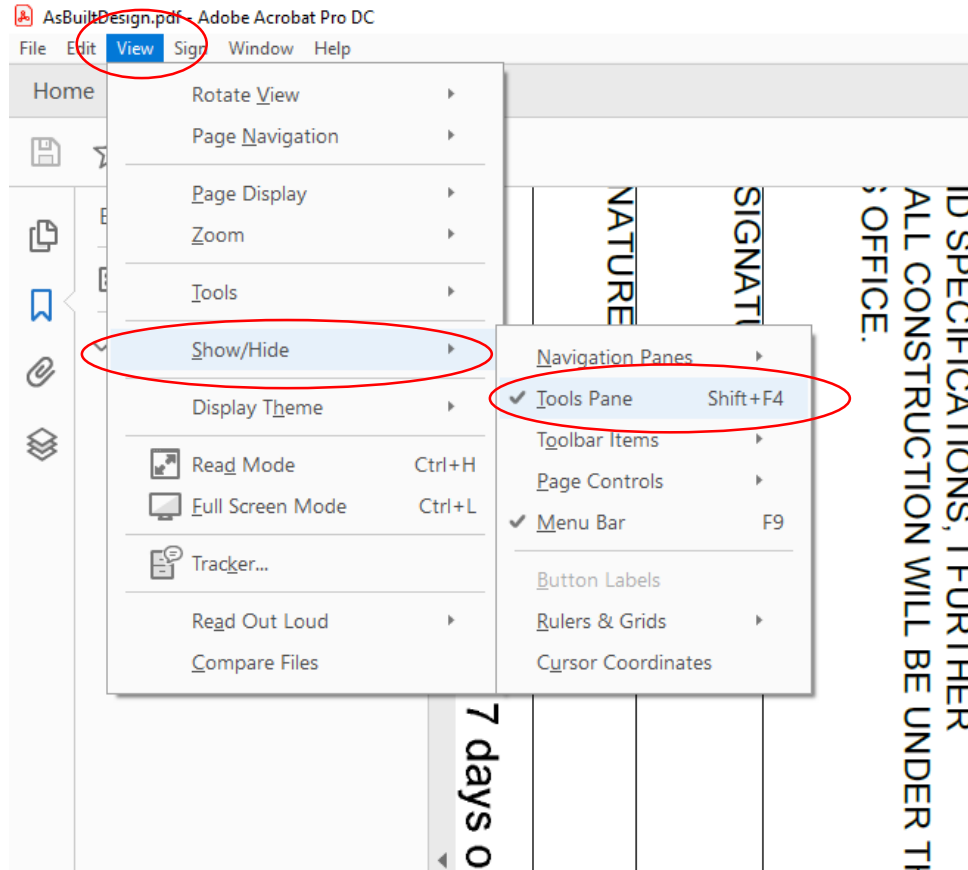 AsBuiltDesign.pdf - Adobe Acrobat Pro DC
File Edit View Sign Window Help
Home
Rotate View
Page Navigation
Page Display
Zoom
Tools
Show/Hide
Display Theme
Read Mode Ctrl+H
Full Screen Mode Ctrl+L
Tracker...
Read Out Loud
Compare Files
Navigation Panes
Tools Pane Shift+F4
Toolbar Items
Page Controls
Menu Bar F9
Button Labels
Rulers & Grids
Cursor Coordinates
ID SPECIFICATIONS, I FURTHER
ALL CONSTRUCTION WILL BE UNDER
OFFICE.
7 days